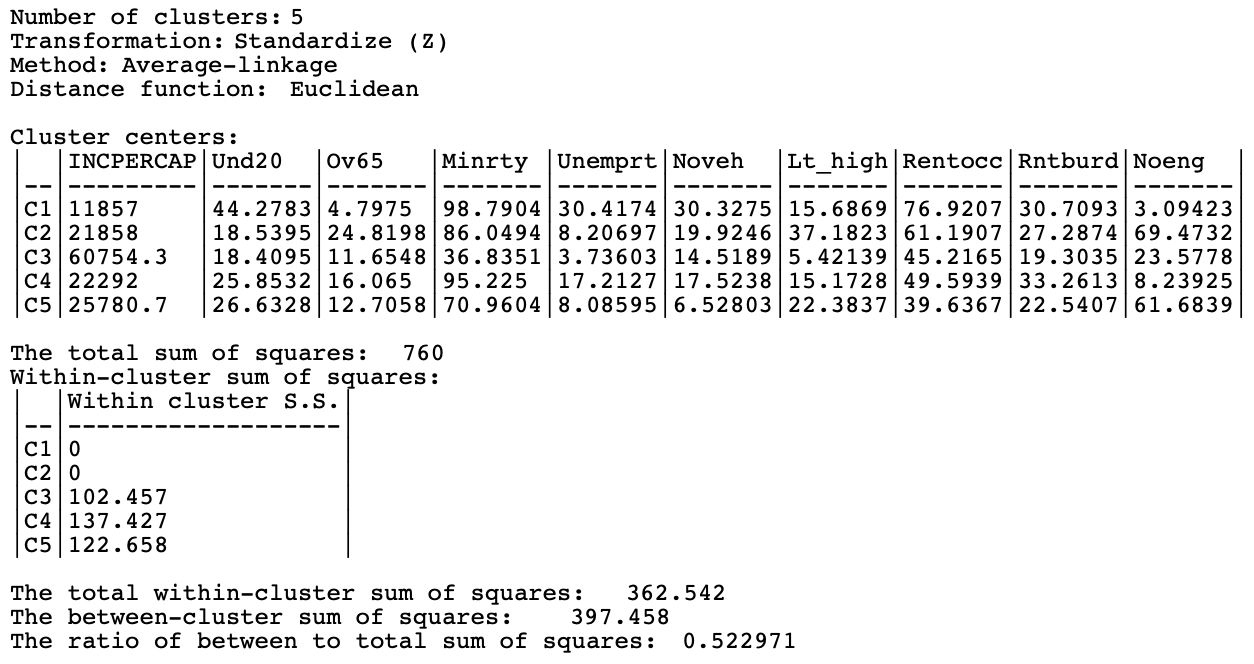 Number of clusters: 5
Transformation: Standardize (Z)
Method: Average-linkage
Distance function:  Euclidean
Cluster centers:
|  |INCPERCAP|Und20  |Ov65   |Minrty |Unemprt|Noveh  |Lt_high|Rentocc|Rntburd|Noeng  |
|--|---------|-------|-------|-------|-------|-------|-------|-------|-------|-------|
|C1|11857    |44.2783|4.7975 |98.7904|30.4174|30.3275|15.6869|76.9207|30.7093|3.09423|
|C2|21858    |18.5395|24.8198|86.0494|8.20697|19.9246|37.1823|61.1907|27.2874|69.4732|
|C3|60754.3  |18.4095|11.6548|36.8351|3.73603|14.5189|5.42139|45.2165|19.3035|23.5778|
|C4|22292    |25.8532|16.065 |95.225 |17.2127|17.5238|15.1728|49.5939|33.2613|8.23925|
|C5|25780.7  |26.6328|12.7058|70.9604|8.08595|6.52803|22.3837|39.6367|22.5407|61.6839|
The total sum of squares:  760
Within-cluster sum of squares:
|  |Within cluster S.S.|
|--|-------------------|
|C1|0                  |
|C2|0                  |
|C3|102.457            |
|C4|137.427            |
|C5|122.658            |
The total within-cluster sum of squares:  362.542
The between-cluster sum of squares:  397.458
The ratio of between to total sum of squares:  0.522971